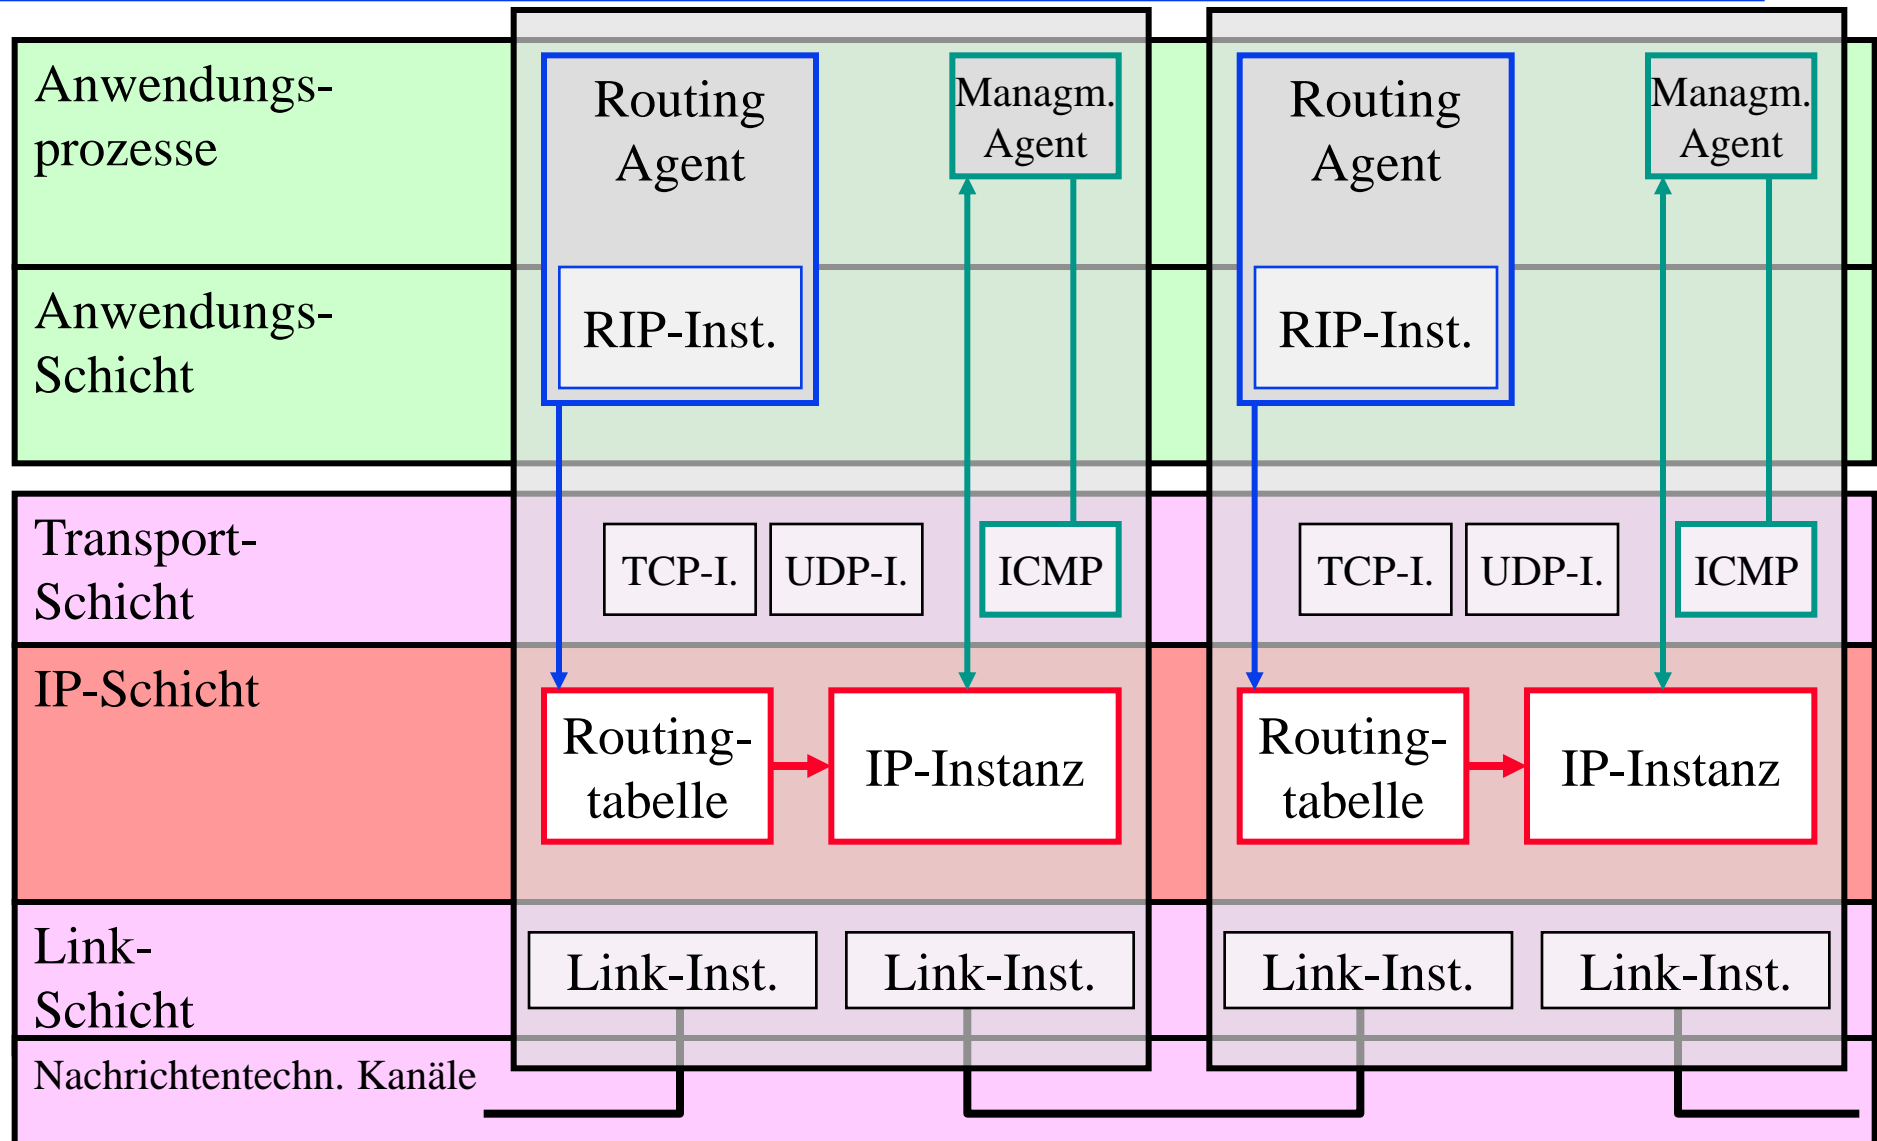 Anwendungs-
prozesse
Routing
Agent
Managm.
Agent
Routing
Agent
Managm.
Agent
Anwendungs-
Schicht
RIP-Inst.
RIP-Inst.
Transport-
Schicht
TCP-I.
UDP-I.
ICMP
TCP-I.
UDP-I.
ICMP
IP-Schicht
Routing-
tabelle
IP-Instanz
Routing-
tabelle
IP-Instanz
Link-
Schicht
Link-Inst.
Link-Inst.
Link-Inst.
Link-Inst.
Nachrichtentechn. Kanäle